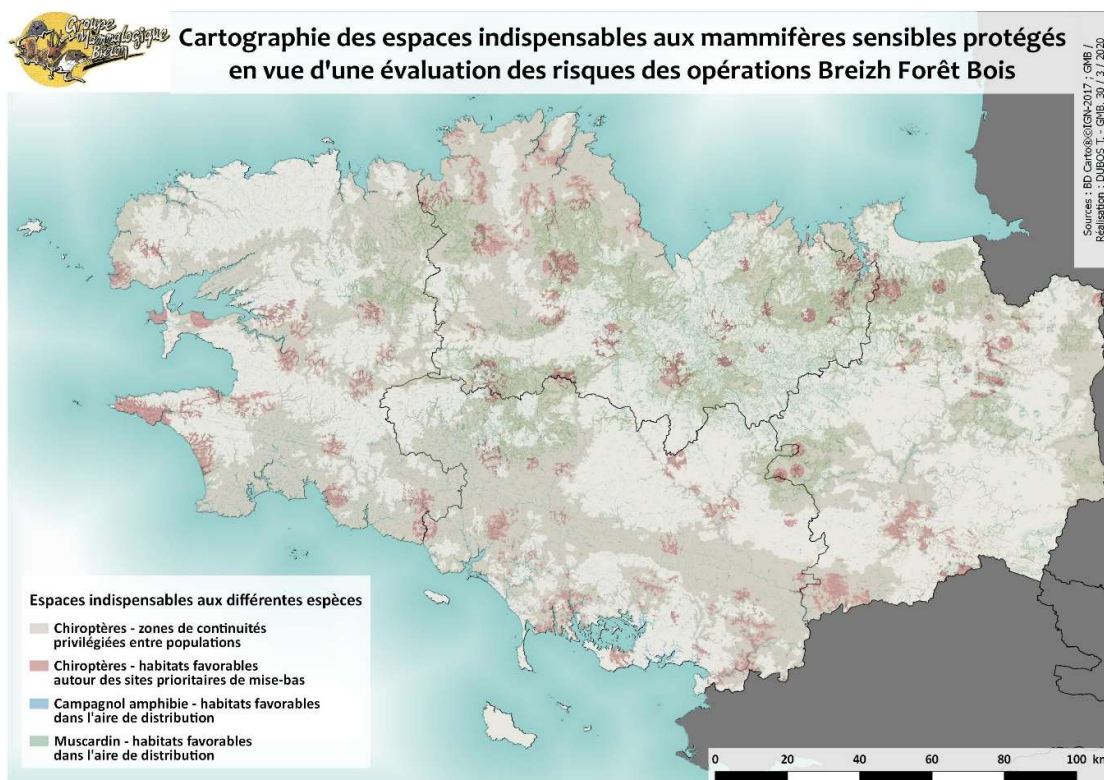 Groupe
Mammalogique
Breton
Cartographie des espaces indispensables aux mammifères sensibles protégés
en vue d'une évaluation des risques des opérations Breizh Forêt Bois
Sources : BD Carto®©IGN-2017 ; GMB /
Réalisation : DUBOS T. - GMB, 30 / 3 / 2020
Espaces indispensables aux différentes espèces
Chiroptères - zones de continuités
privilégiées entre populations
Chiroptères - habitats favorables
autour des sites prioritaires de mise-bas
Campagnol amphibie - habitats favorables
dans l'aire de distribution
Muscardin - habitats favorables
dans l'aire de distribution
0 20 40 60 80 100 km